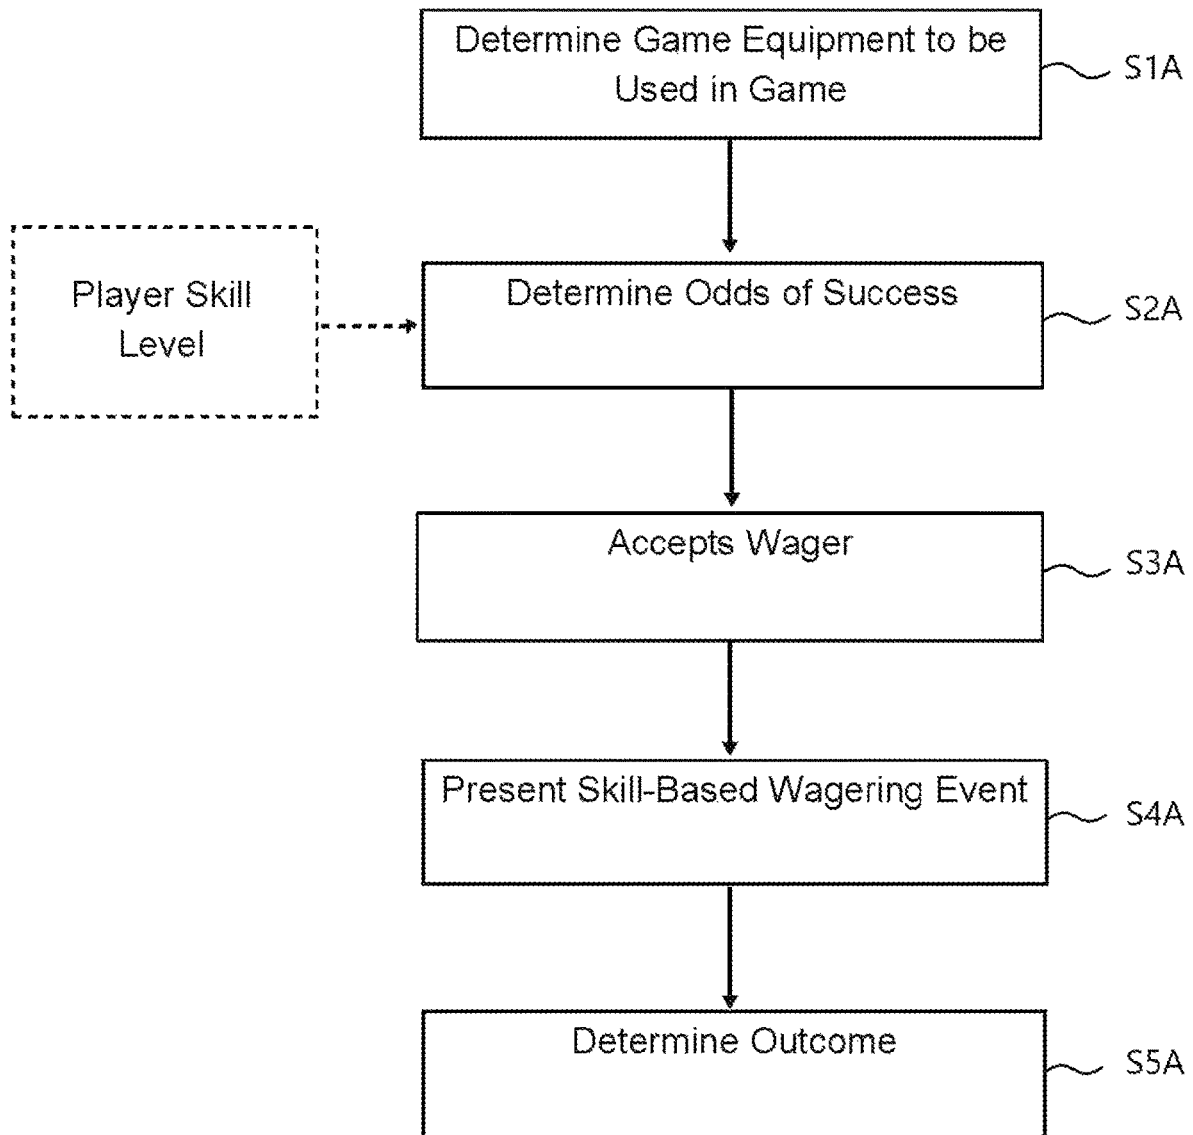 Determine Game Equipment to be
Used in Game
S1A
Player Skill
Level
Determine Odds of Success
S2A
Accepts Wager
S3A
Present Skill-Based Wagering Event
S4A
Determine Outcome
S5A